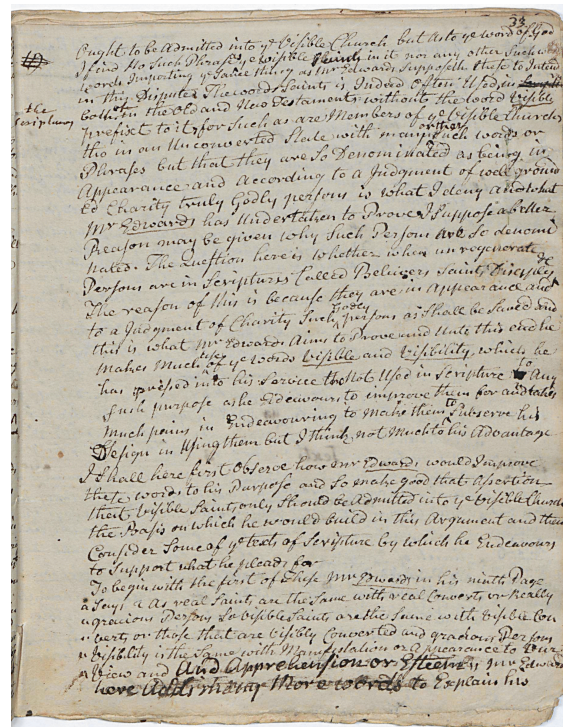 33
Ought to be Admitted into ye Visible Church but as to ye word of God
I find No Such Phrase as visible Saints in it nor any other Such
words Importing ye Same thing as Mr Edwards Supposeth these to Intend
in this Dispute The word Saints is Indeed Often Used in
the
Scriptures
both in the Old and New Testaments without the word Visible
prefixt to it, for Such as are Members of ye Visible Church
tho in an Unconverted State with many other Such words or
Phrases but that they are So Denominated as being in
Appearance and According to a Judgment of well ground
ed Charity truly Godly persons is what I deny and what
Mr Edwards has Undertaken to Prove I Suppose a better
Reason may be given why Such Persons are So denomi
nated. The Question here is whether when unregenerate
Persons are in Scriptures Called Believers Saints Disciples &c
The reason of this is because they are in Appearance and
to a Judgment of Charity Such Godly persons as Shall be Saved and
this is what Mr Edwards Aims to Prove and Unto this end he
makes Much use of ye words visible and visibility which he
has pressed into his Service tho Not Used in Scripture to Any
Such purpose as he Endeavours to improve them for and takes
much pains in Endeavouring to make them to Subserve his
Design in Using them but I think not Much to his Advantage
I Shall here first Observe how Mr Edwards would Improve
these words to his Purpose and So make good that Assertion
that Visible Saints only Should be Admitted into ye Visible Church
the Basis on which he would build in this Argument and then
Consider Some of ye texts of Scripture by which he Endeavours
to Support what he pleads for
To begin with the first of these Mr Edwards in his ninth Page
Says As real Saints are the Same with real Converts or Really
gracious Persons So visible Saints are the Same with Visible Con
verts or those that are Visibly Converted and gracious Persons
Visibility is the Same with Manifestation or Appearance to Our
View and And Apprehension or Esteem Mr Edwards
here Adds many More words to Explain his